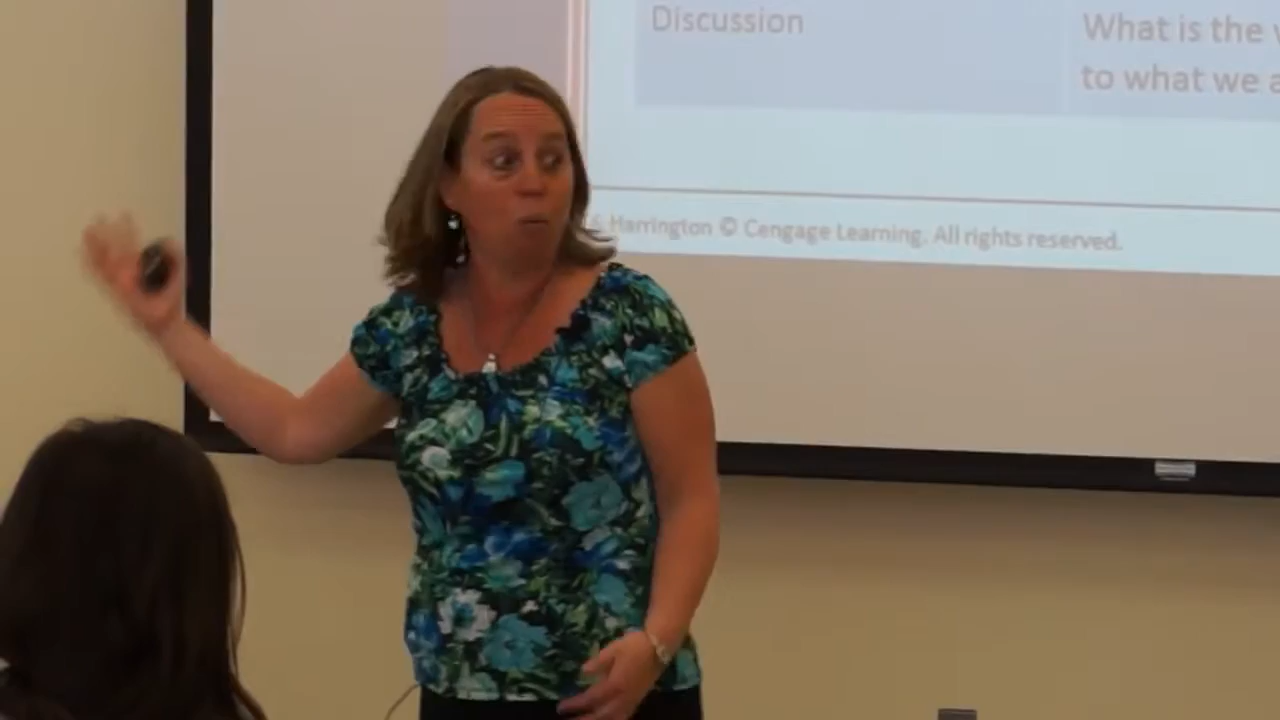 Discussion
What is the
to what we a
Harrington © Cengage Learning. All rights reserved.